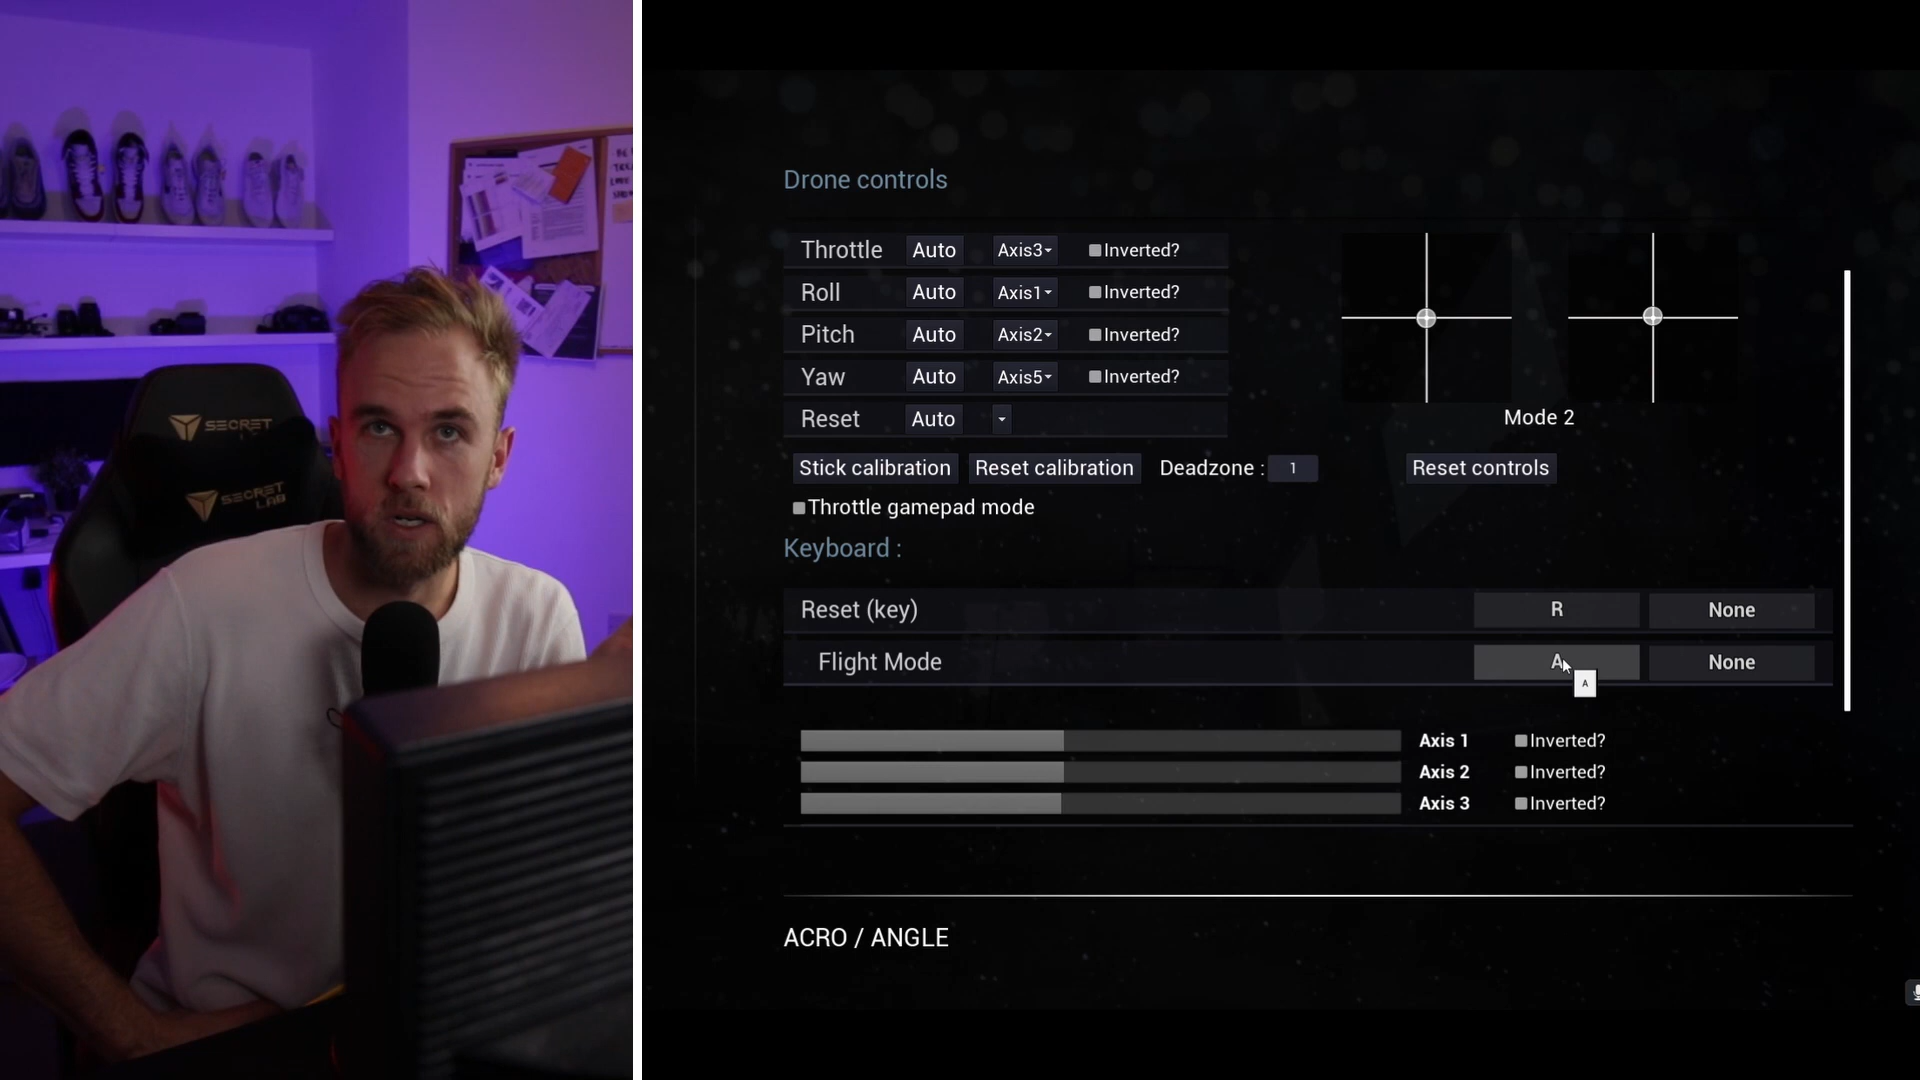 SECRET
SECRET
LAB
Drone controls
Throttle Auto Axis3 Inverted?
Roll Auto Axis1 Inverted?
Pitch Auto Axis2 Inverted?
Yaw Auto Axis5 Inverted?
Reset Auto
Mode 2
Stick calibration Reset calibration Deadzone : 1 Reset controls
Throttle gamepad mode
Keyboard :
Reset (key) R None
Flight Mode A None
A
Axis 1 Inverted?
Axis 2 Inverted?
Axis 3 Inverted?
ACRO / ANGLE